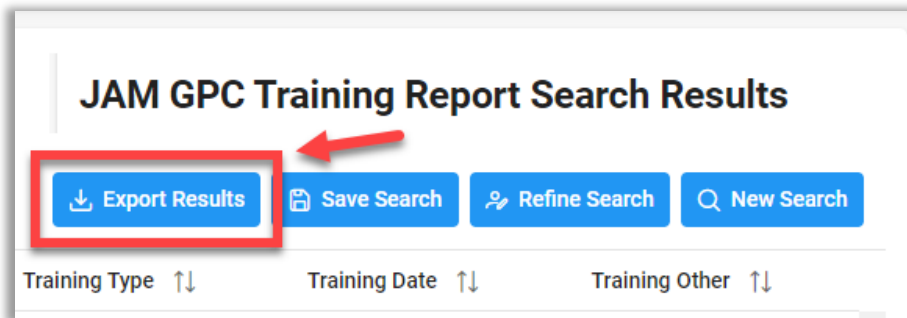 JAM GPC Training Report Search Results
Export Results Save Search Refine Search New Search
Training Type Training Date Training Other